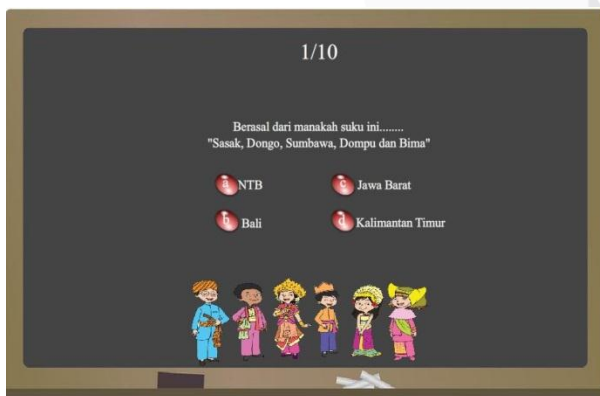 1/10
Berasal dari manakah suku ini........
"Sasak, Dongo, Sumbawa, Dompu dan Bima"
a NTB
c Jawa Barat
b Bali
d Kalimantan Timur